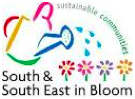 sustainable communities
South &
South East in Bloom